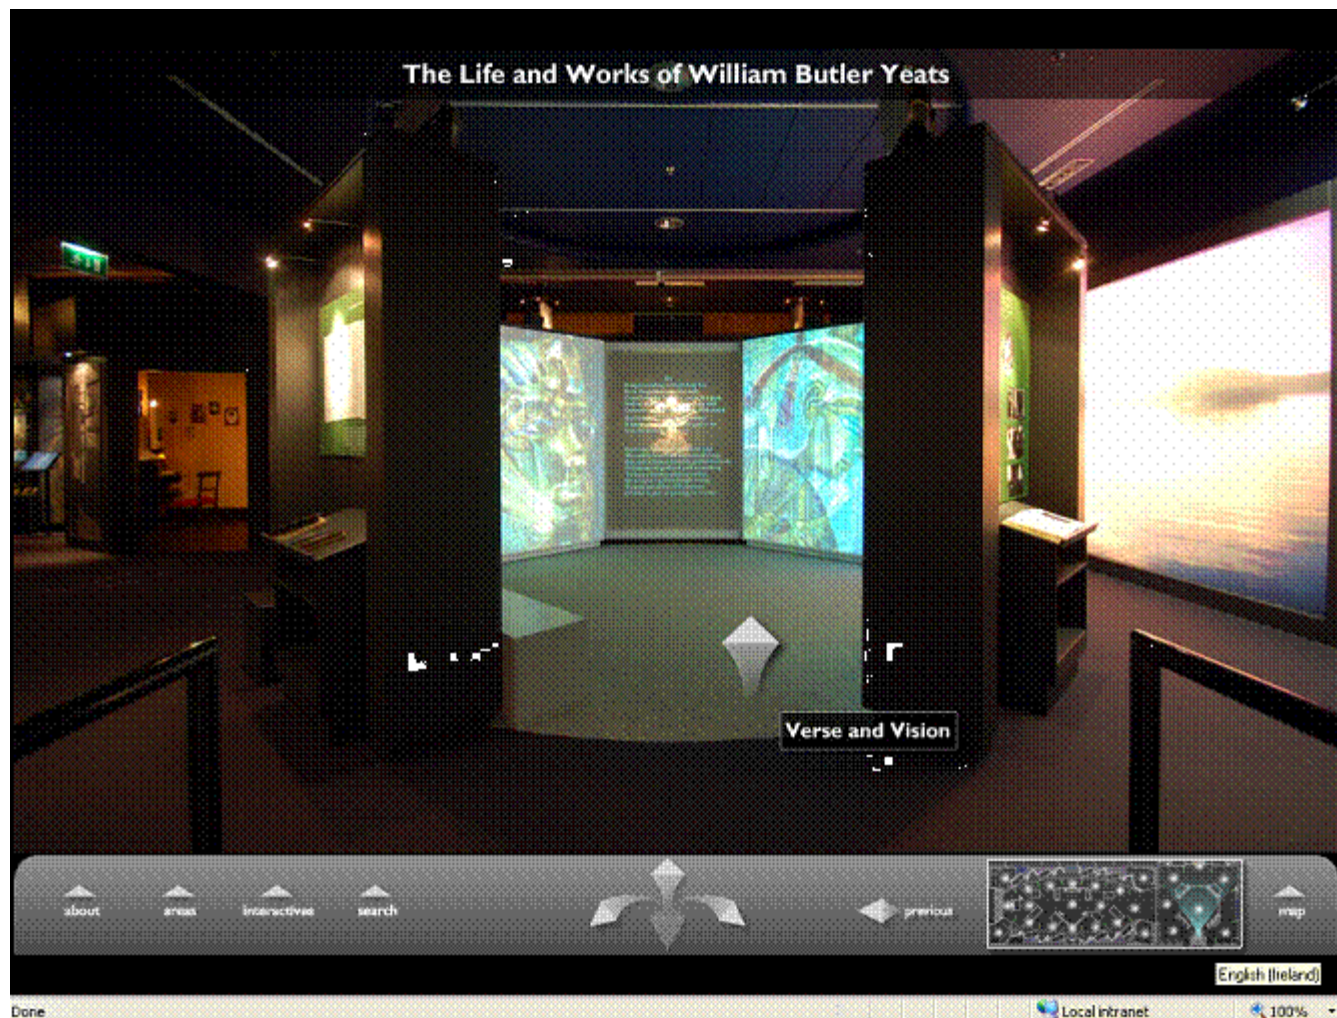 The Life and Works of William Butler Yeats
Verse and Vision
about
areas
interactives
search
previous
map
English (Ireland)
Done
Local intranet
100%